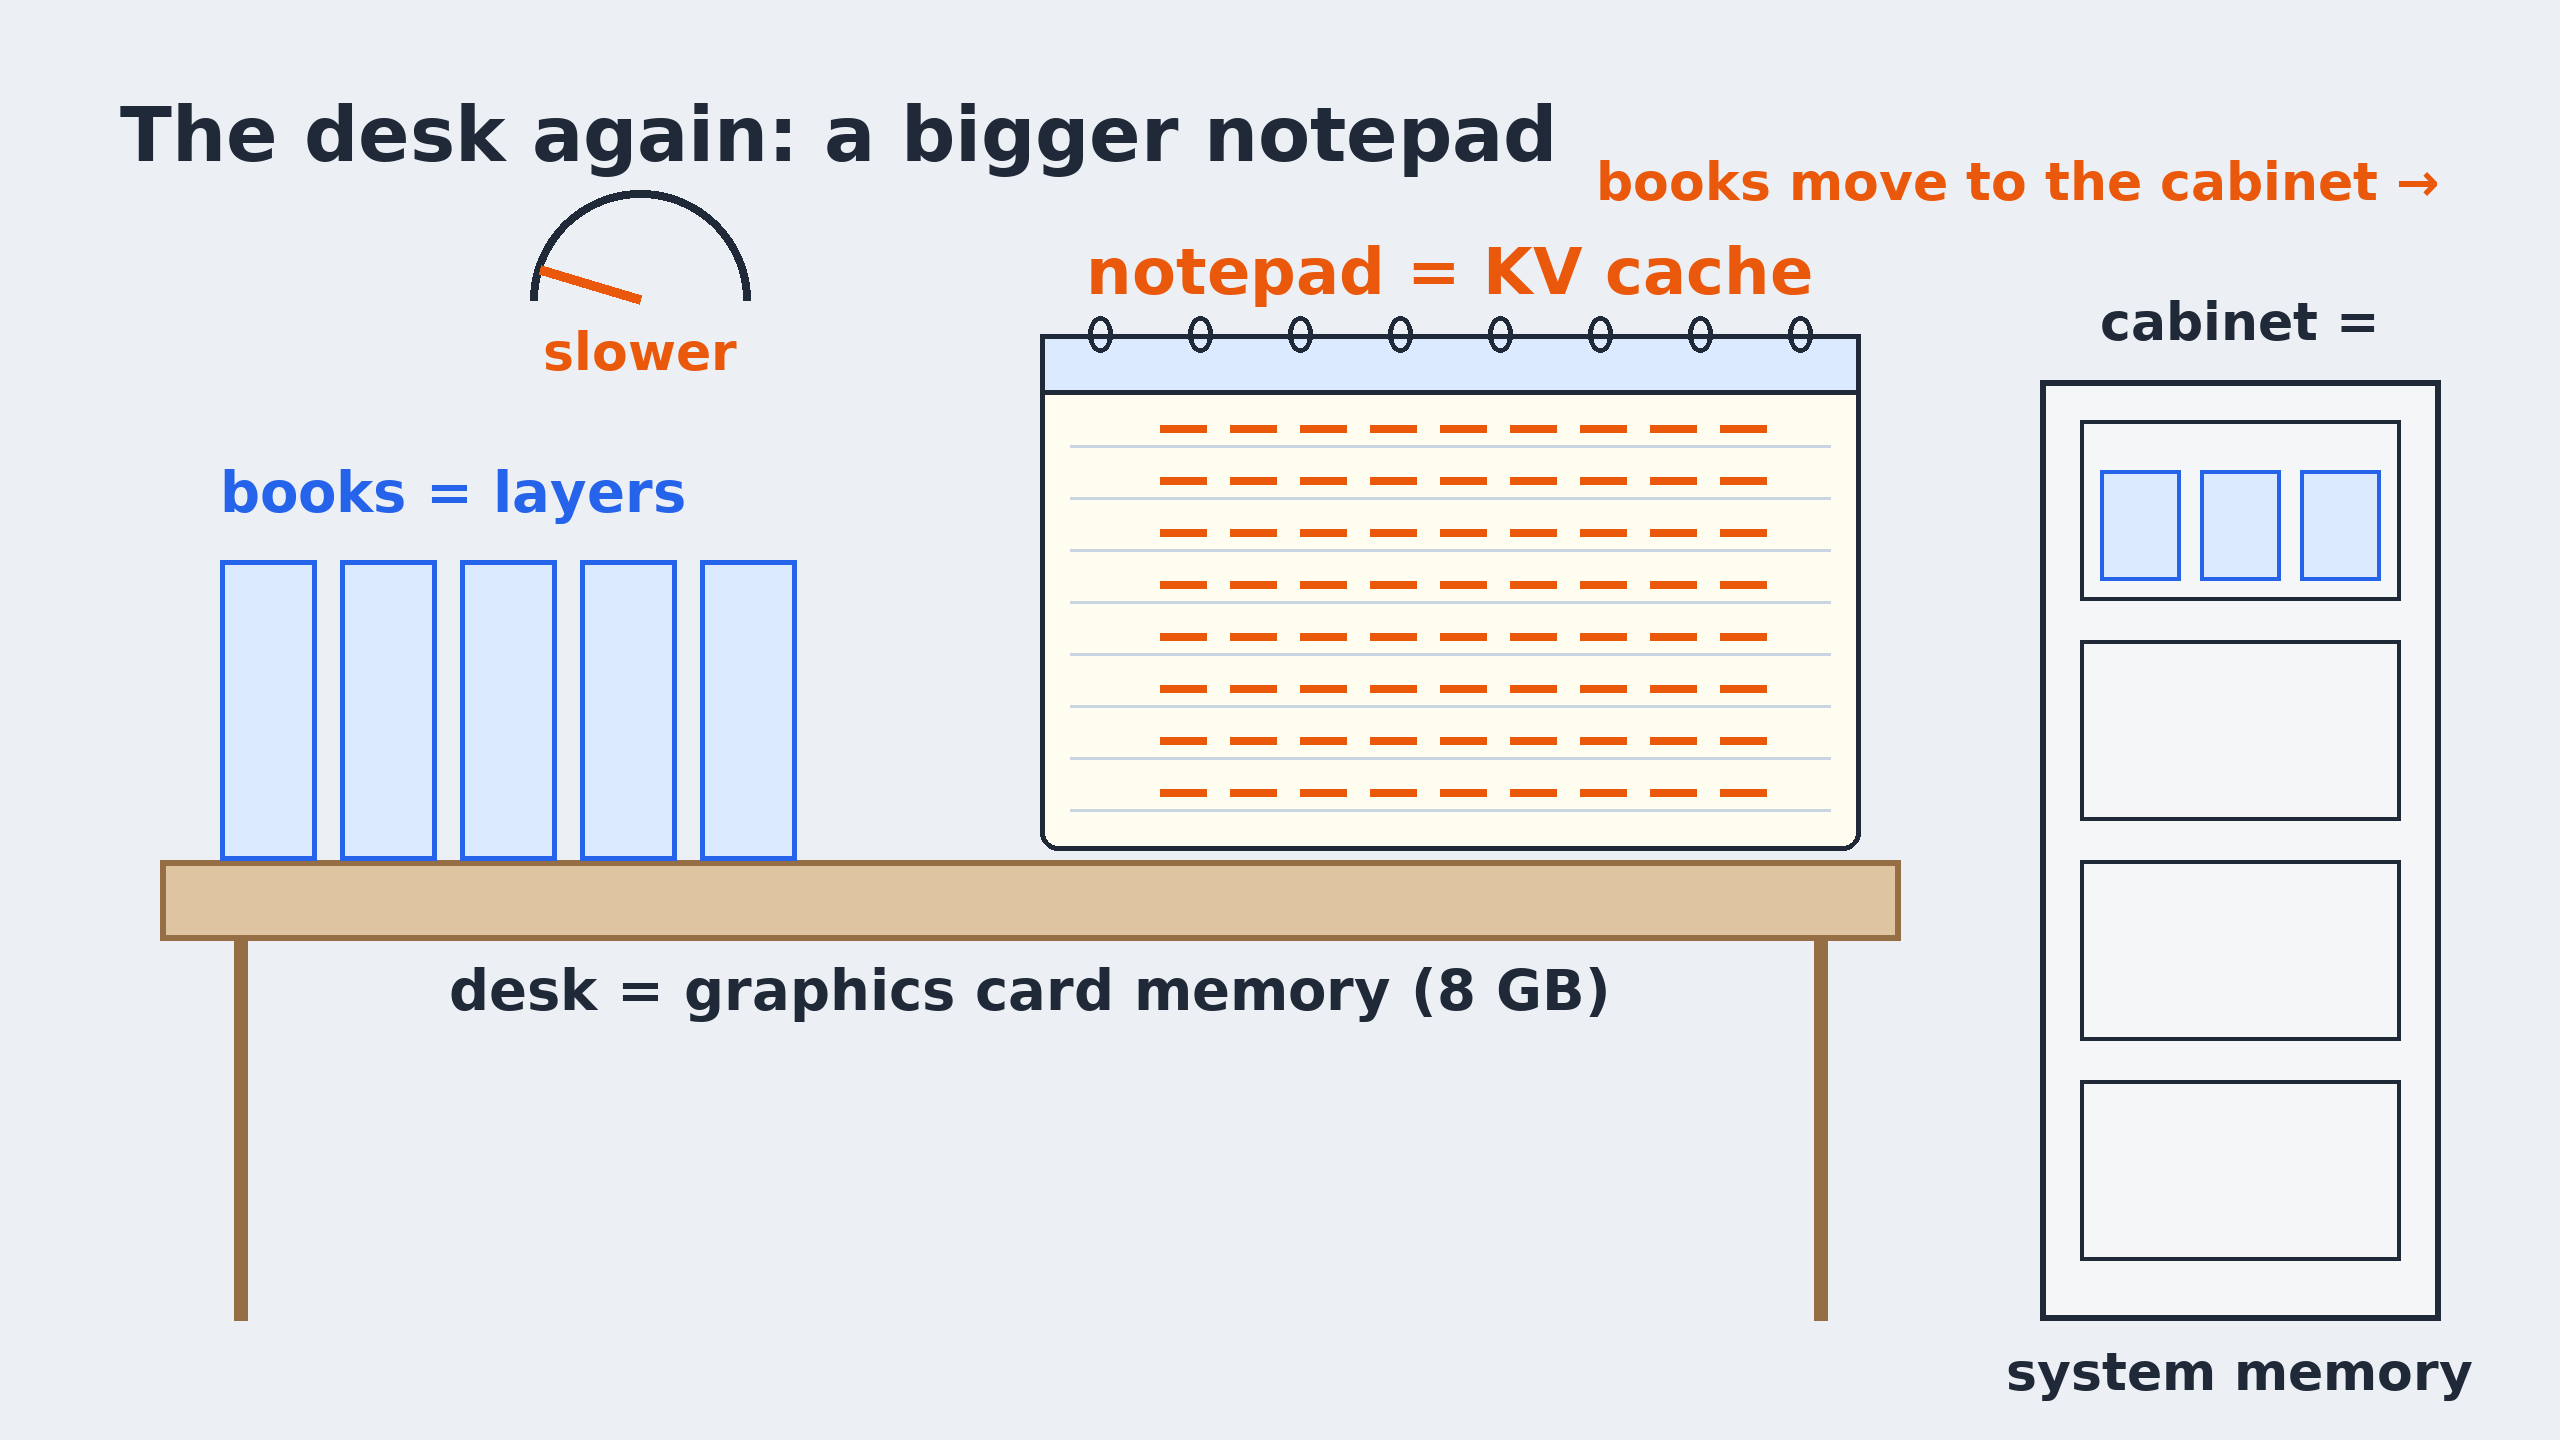 The desk again: a bigger notepad
books move to the cabinet →
notepad = KV cache
slower
cabinet =
books = layers
desk = graphics card memory (8 GB)
system memory